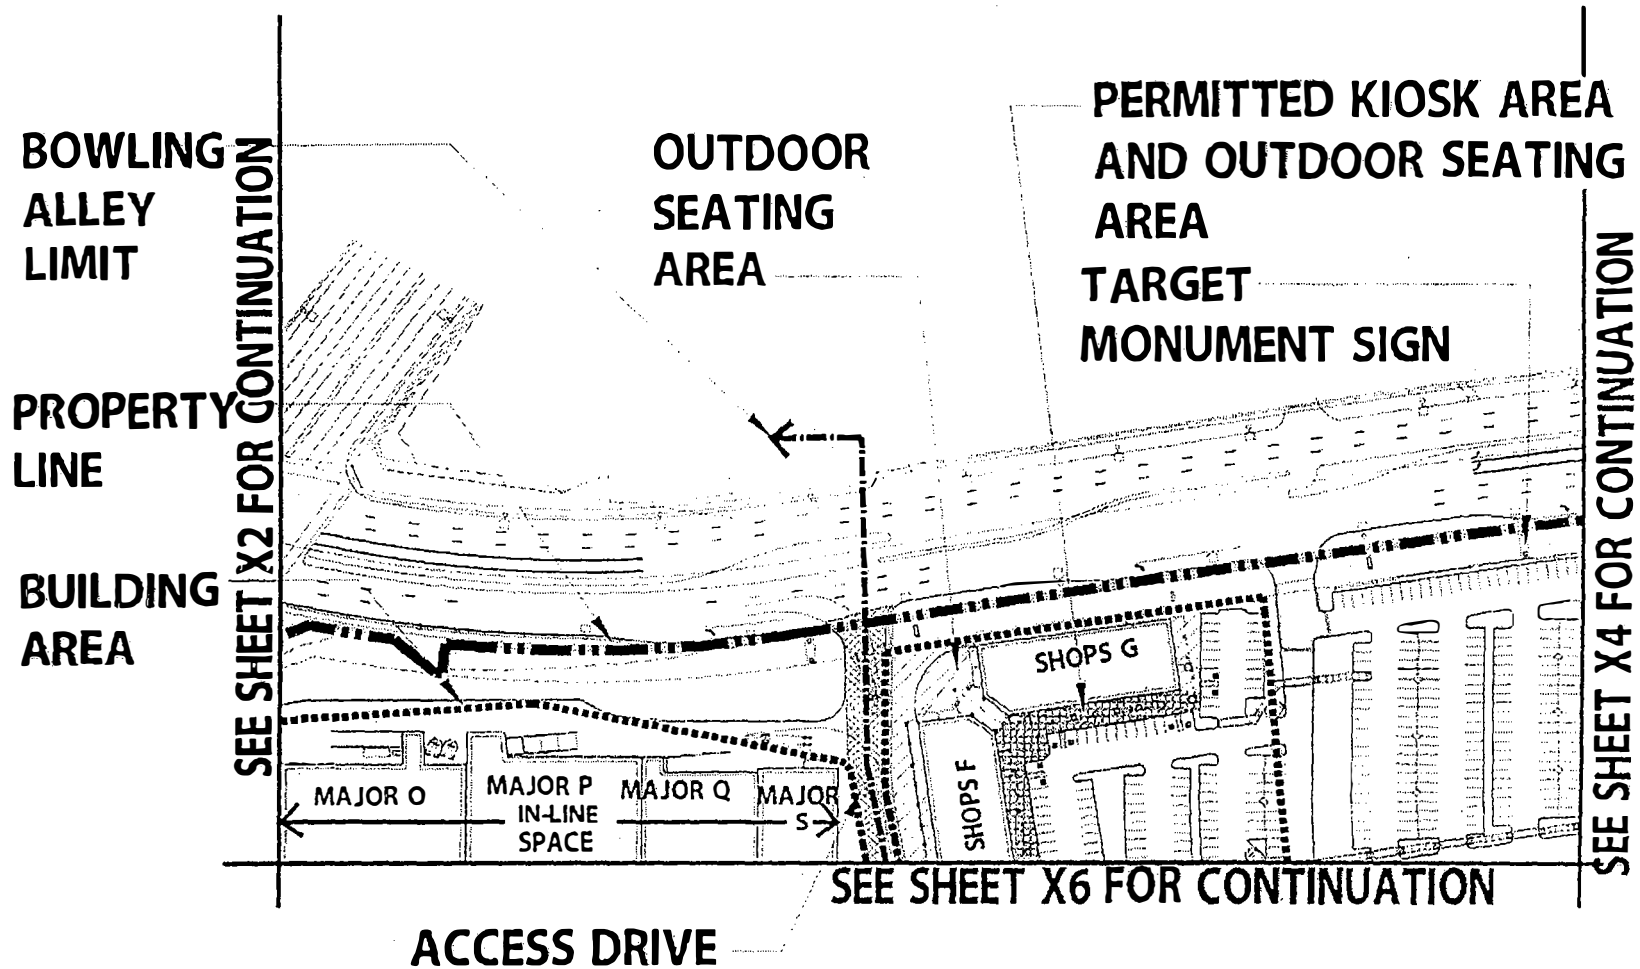 BOWLING
ALLEY
LIMIT
OUTDOOR
SEATING
AREA
PERMITTED KIOSK AREA
AND OUTDOOR SEATING
AREA
TARGET
MONUMENT SIGN
PROPERTY
LINE
BUILDING
AREA
SEE SHEET X2 FOR CONTINUATION
SEE SHEET X4 FOR CONTINUATION
SHOPS G
SHOPS F
MAJOR O
MAJOR P
MAJOR Q
MAJOR
S
IN-LINE
SPACE
SEE SHEET X6 FOR CONTINUATION
ACCESS DRIVE